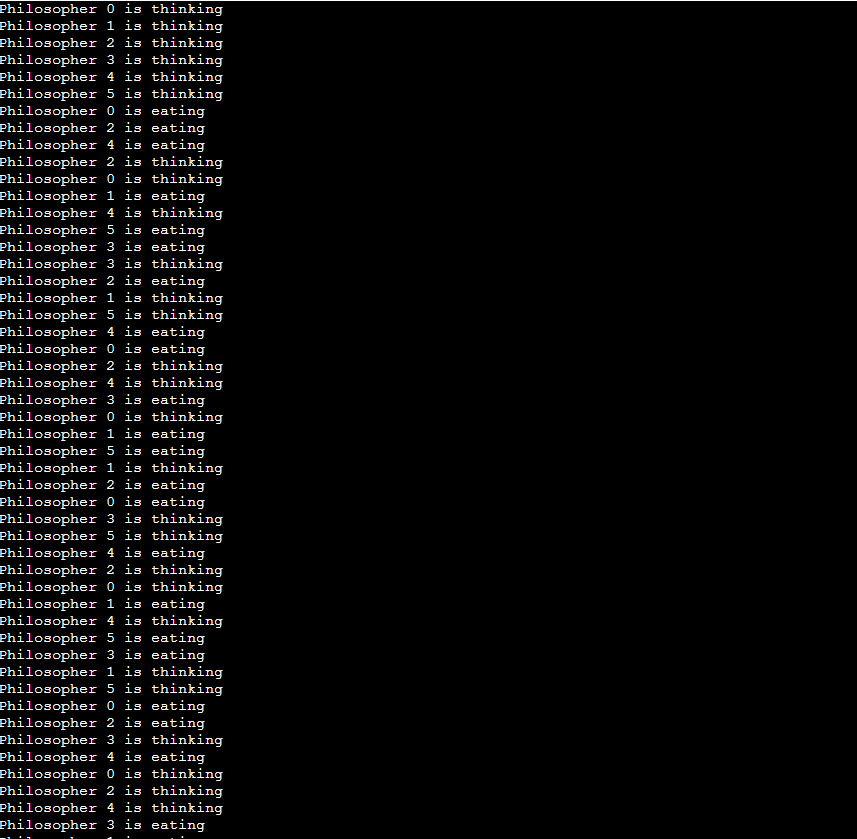 Philosopher 0 is thinking
Philosopher 1 is thinking
Philosopher 2 is thinking
Philosopher 3 is thinking
Philosopher 4 is thinking
Philosopher 5 is thinking
Philosopher 0 is eating
Philosopher 2 is eating
Philosopher 4 is eating
Philosopher 2 is thinking
Philosopher 0 is thinking
Philosopher 1 is eating
Philosopher 4 is thinking
Philosopher 5 is eating
Philosopher 3 is eating
Philosopher 3 is thinking
Philosopher 2 is eating
Philosopher 1 is thinking
Philosopher 5 is thinking
Philosopher 4 is eating
Philosopher 0 is eating
Philosopher 2 is thinking
Philosopher 4 is thinking
Philosopher 3 is eating
Philosopher 0 is thinking
Philosopher 1 is eating
Philosopher 5 is eating
Philosopher 1 is thinking
Philosopher 2 is eating
Philosopher 0 is eating
Philosopher 3 is thinking
Philosopher 5 is thinking
Philosopher 4 is eating
Philosopher 2 is thinking
Philosopher 0 is thinking
Philosopher 1 is eating
Philosopher 4 is thinking
Philosopher 5 is eating
Philosopher 3 is eating
Philosopher 1 is thinking
Philosopher 5 is thinking
Philosopher 0 is eating
Philosopher 2 is eating
Philosopher 3 is thinking
Philosopher 4 is eating
Philosopher 0 is thinking
Philosopher 2 is thinking
Philosopher 4 is thinking
Philosopher 3 is eating